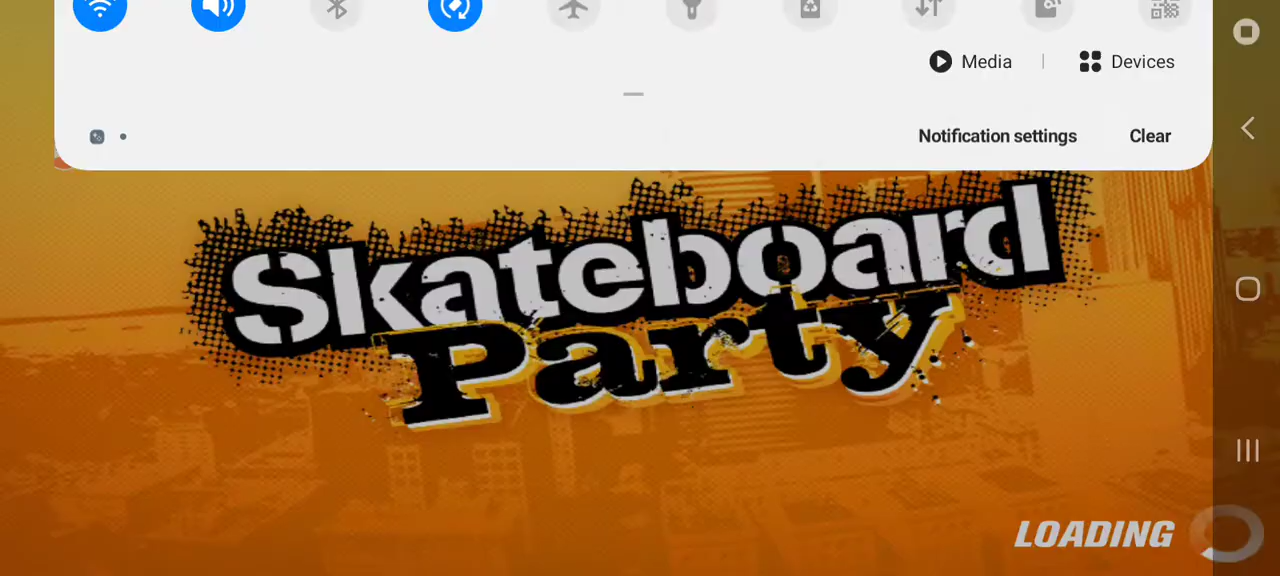 Media | Devices
Notification settings Clear
Skateboard
Party
LOADING